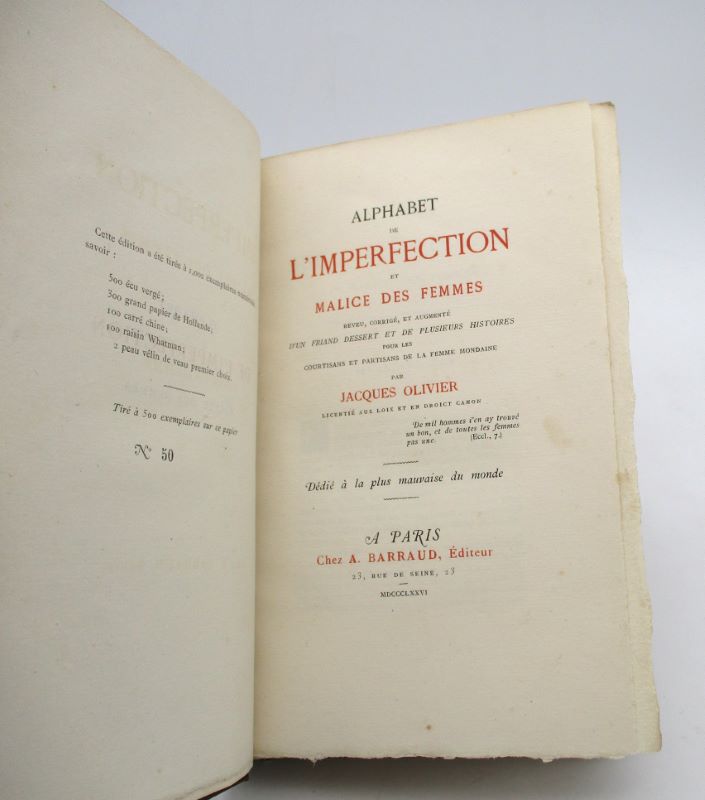 Cette édition a été tirée à 1,000 exemplaires numérotés
savoir :
500 écu vergé;
300 grand papier de Hollande;
100 carré chine;
100 raisin Whatman;
2 peau vélin de veau premier choix.
Tiré à 500 exemplaires sur ce papier
N° 50
ALPHABET
DE
L'IMPERFECTION
ET
MALICE DES FEMMES
REVEU, CORRIGÉ, ET AUGMENTÉ
D'UN FRIAND DESSERT ET DE PLUSIEURS HISTOIRES
POUR LES
COURTISANS ET PARTISANS DE LA FEMME MONDAINE
PAR
JACQUES OLIVIER
LICENTIÉ AUX LOIX ET EN DROICT CANON
De mil hommes i'en ay trouvé
un bon, et de toutes les femmes
pas une. (Eccl., 7.)
Dédié à la plus mauvaise du monde
A PARIS
Chez A. BARRAUD, Éditeur
23, RUE DE SEINE, 23
MDCCCLXXVI